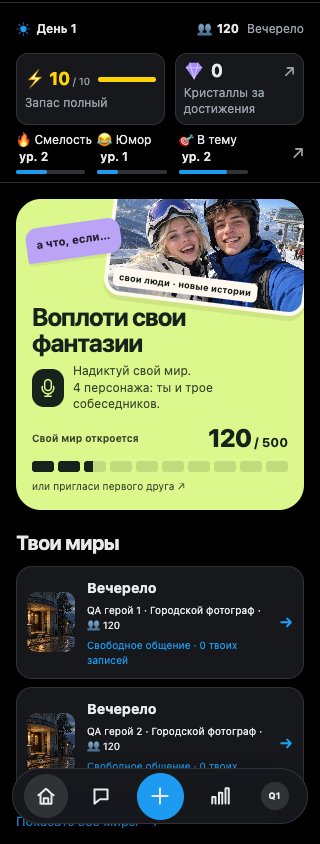 День 1
👥 120 Вечерело
⚡ 10 / 10
Запас полный
💎 0
Кристаллы за
достижения
🔥 Смелость
ур. 2
😂 Юмор
ур. 1
🎯 В тему
ур. 2
а что, если...
свои люди · новые истории
Воплоти свои
фантазии
Надиктуй свой мир.
4 персонажа: ты и трое
собеседников.
Свой мир откроется
120 / 500
или пригласи первого друга ↗
Твои миры
Вечерело
QA герой 1 · Городской фотограф ·
👥 120
Свободное общение · 0 твоих
записей
Вечерело
QA герой 2 · Городской фотограф ·
👥 120
Свободное общение · 0 твоих
Q1
Показать все миры